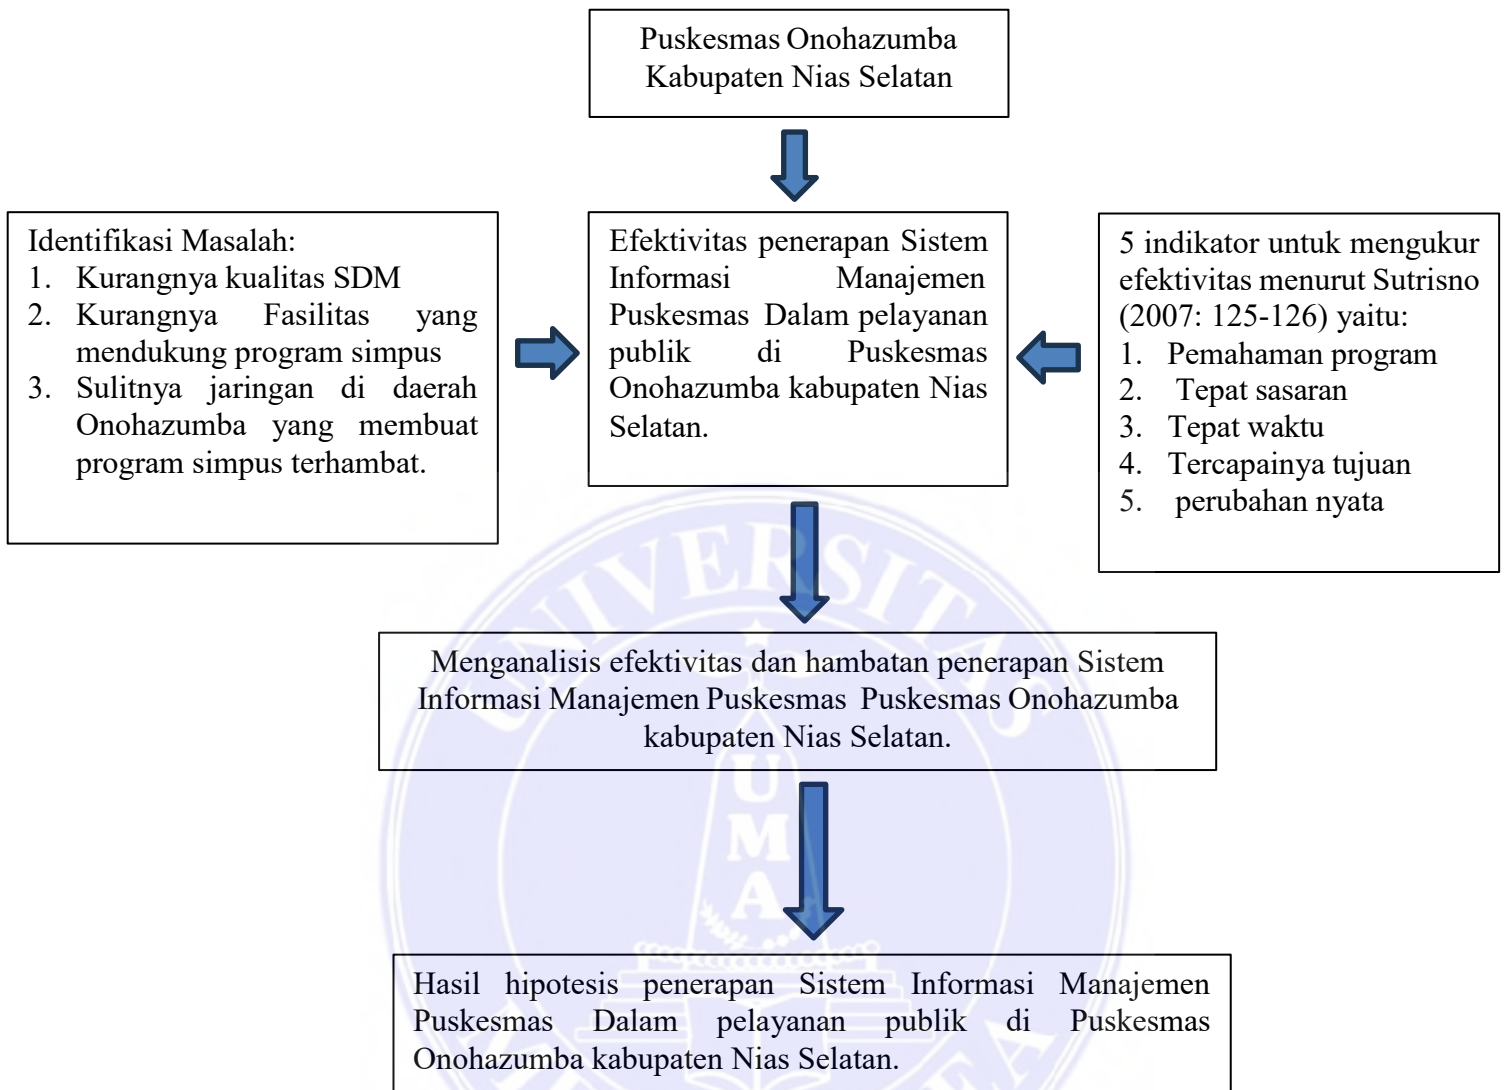 Puskesmas Onohazumba
Kabupaten Nias Selatan
Identifikasi Masalah:
1. Kurangnya kualitas SDM
2. Kurangnya Fasilitas yang
mendukung program simpus
3. Sulitnya jaringan di daerah
Onohazumba yang membuat
program simpus terhambat.
Efektivitas penerapan Sistem
Informasi Manajemen
Puskesmas Dalam pelayanan
publik di Puskesmas
Onohazumba kabupaten Nias
Selatan.
5 indikator untuk mengukur
efektivitas menurut Sutrisno
(2007: 125-126) yaitu:
1. Pemahaman program
2. Tepat sasaran
3. Tepat waktu
4. Tercapainya tujuan
5. perubahan nyata
Menganalisis efektivitas dan hambatan penerapan Sistem
Informasi Manajemen Puskesmas Puskesmas Onohazumba
kabupaten Nias Selatan.
Hasil hipotesis penerapan Sistem Informasi Manajemen
Puskesmas Dalam pelayanan publik di Puskesmas
Onohazumba kabupaten Nias Selatan.
UNIVERSITAS
U
M
A